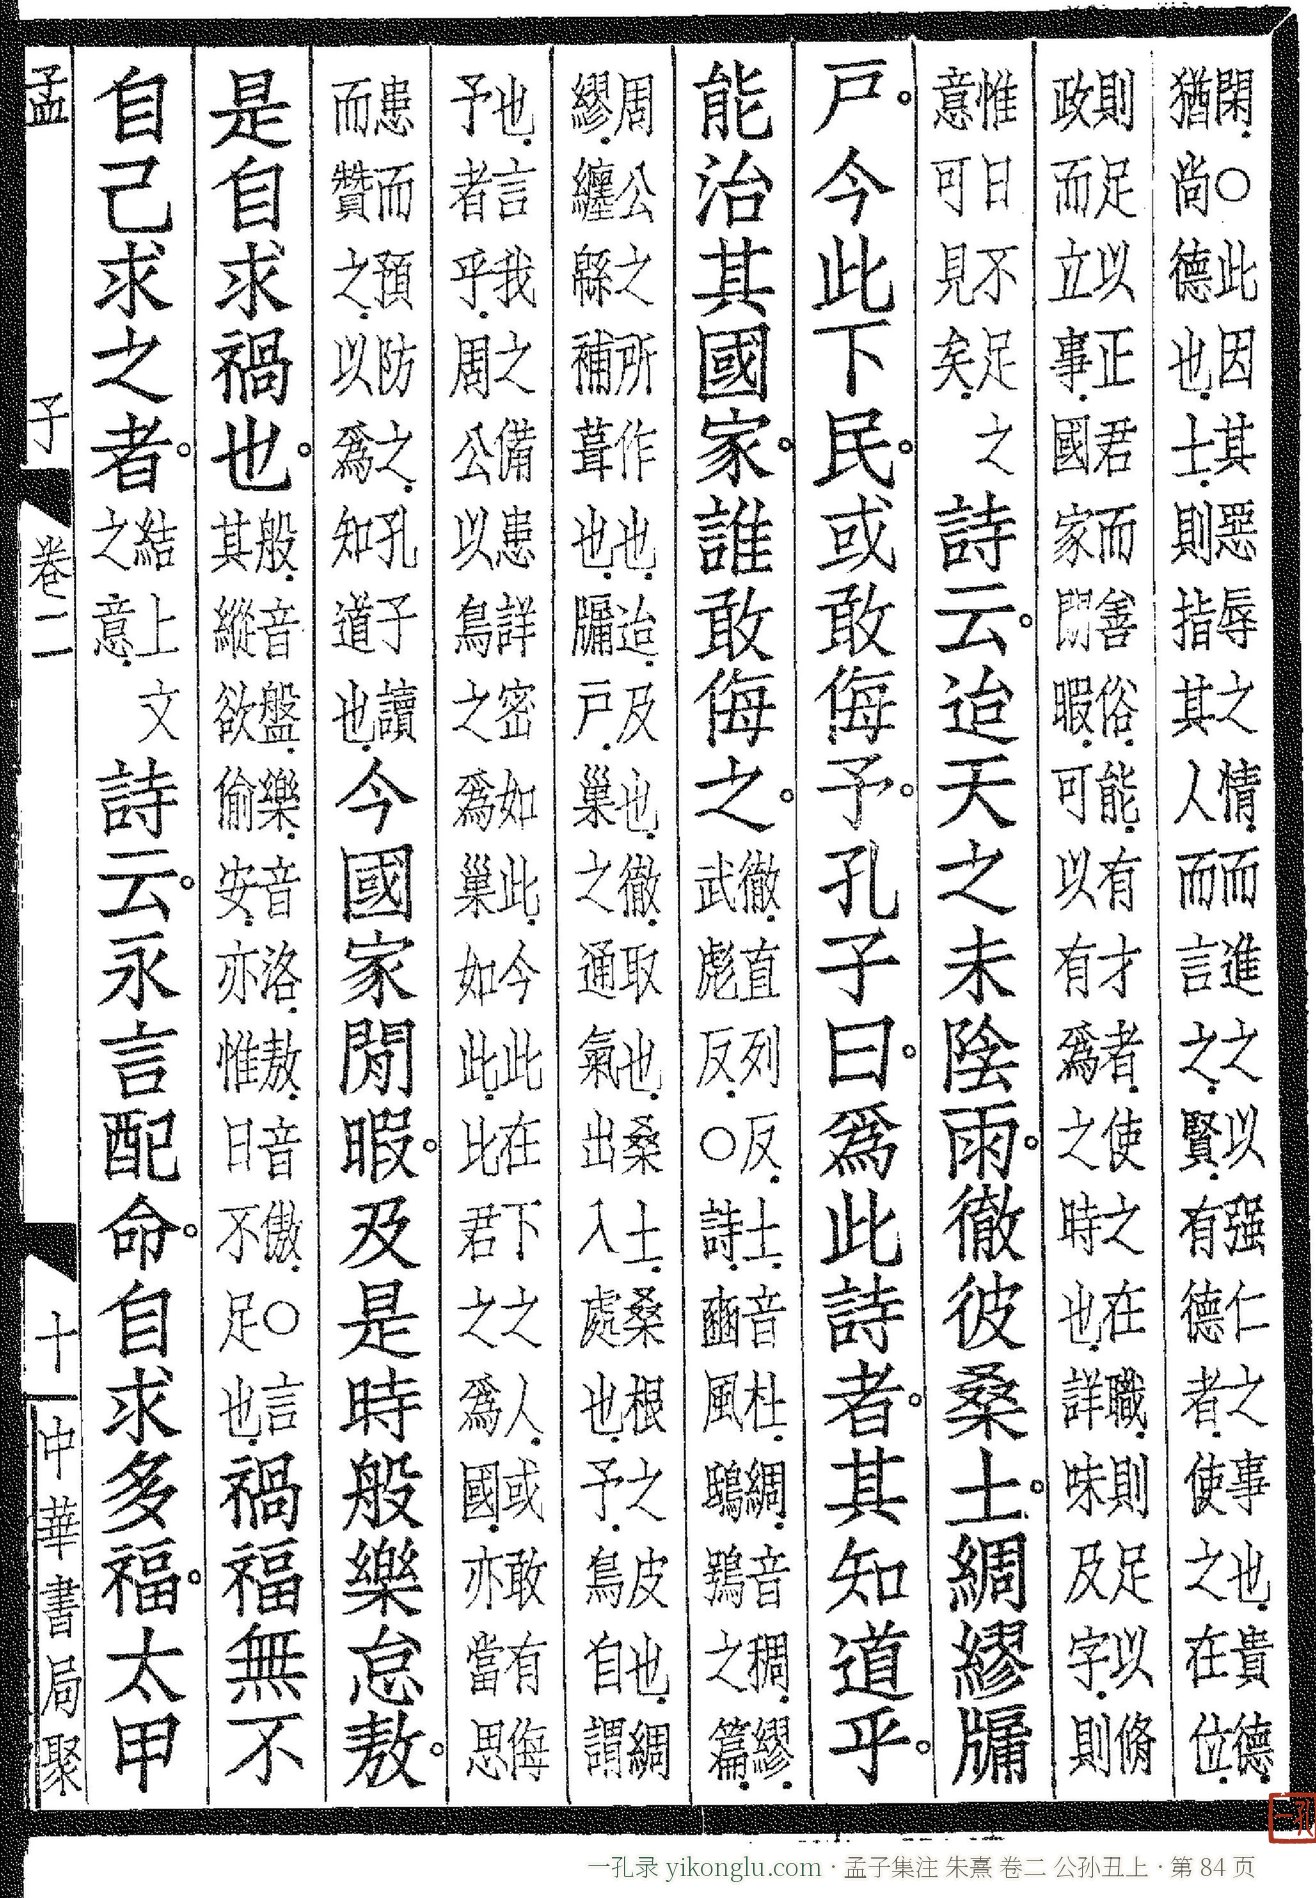 閑。○此因其惡辱之情。而進之以强仁之事也。貴德。
猶尚德也。士。則指其人而言之。賢。有德者。使之在位。
則足以正君而善俗。能。有才者。使之在職。則足以脩
政而立事。國家閒暇。可以有爲之時也。詳味及字。則
惟日不足之
意可見矣。
詩云。迨天之未陰雨。徹彼桑土。綢繆牖
戸。今此下民。或敢侮予。孔子曰。爲此詩者。其知道乎。
能治其國家。誰敢侮之。
徹。直列反。土。音杜。綢。音稠。繆。
武彪反。○詩。豳風鴟鴞之篇。
周公之所作也。迨。及也。徹。取也。桑土。桑根之皮也。綢
繆。纏緜補葺也。牖戸。巢之通氣出入處也。予。鳥自謂
也。言我之備患詳密如此。今此在下之人。或敢有侮
予者乎。周公以鳥之爲巢如此。比君之爲國。亦當思
患而預防之。孔子讀
而贊之。以爲知道也。
今國家閒暇。及是時般樂怠敖。
是自求禍也。
般。音盤。樂。音洛。敖。音傲。○言
其縱欲偷安。亦惟日不足也。
禍福無不
自己求之者。
結上文
之意。
詩云。永言配命。自求多福。太甲
孟子
卷二
十
中華書局聚
一孔
一孔录 yikonglu.com · 孟子集注 朱熹 卷二 公孙丑上 · 第 84 页